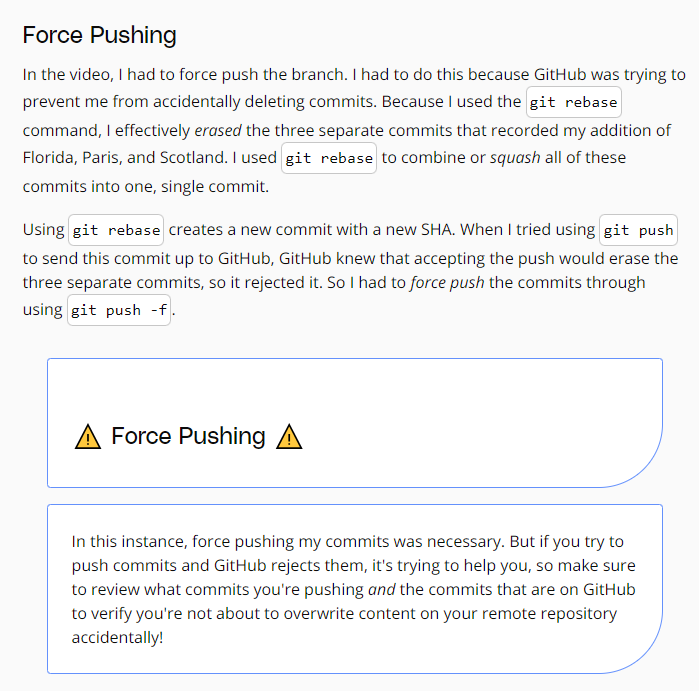 Force Pushing
In the video, I had to force push the branch. I had to do this because GitHub was trying to
prevent me from accidentally deleting commits. Because I used the git rebase
command, I effectively erased the three separate commits that recorded my addition of
Florida, Paris, and Scotland. I used git rebase to combine or squash all of these
commits into one, single commit.
Using git rebase creates a new commit with a new SHA. When I tried using git push
to send this commit up to GitHub, GitHub knew that accepting the push would erase the
three separate commits, so it rejected it. So I had to force push the commits through
using git push -f.
⚠️ Force Pushing ⚠️
In this instance, force pushing my commits was necessary. But if you try to
push commits and GitHub rejects them, it's trying to help you, so make sure
to review what commits you're pushing and the commits that are on GitHub
to verify you're not about to overwrite content on your remote repository
accidentally!